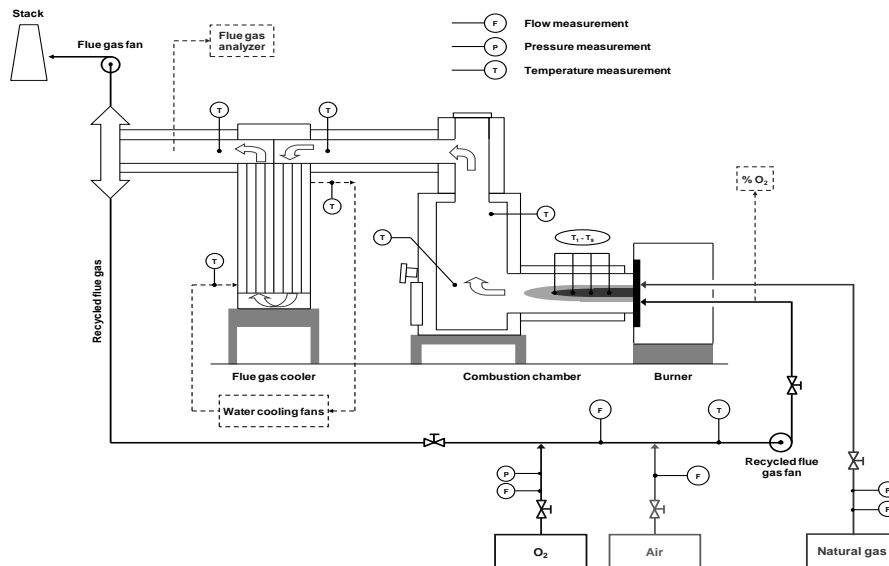 Stack
Flue gas fan
Flue gas
analyzer
F Flow measurement
P Pressure measurement
T Temperature measurement
T
T
% O₂
T
T
T₁ - T₉
T
T
Recycled flue gas
Flue gas cooler
Combustion chamber
Burner
Water cooling fans
F
T
Recycled flue
gas fan
P
F
F
O₂
Air
Natural gas